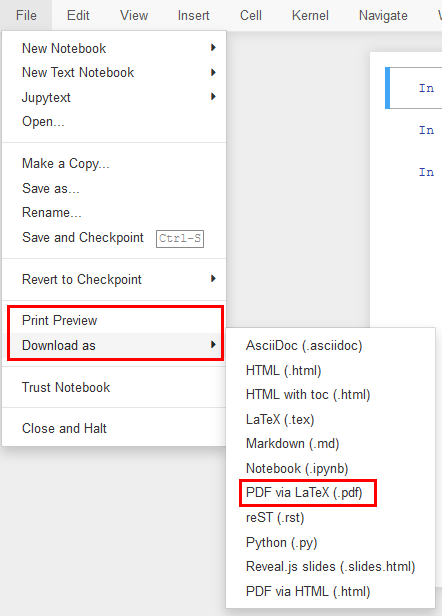 File Edit View Insert Cell Kernel Navigate W
New Notebook
New Text Notebook
Jupytext
Open...
Make a Copy...
Save as...
Rename...
Save and Checkpoint Ctrl-S
Revert to Checkpoint
Print Preview
Download as
Trust Notebook
Close and Halt
AsciiDoc (.asciidoc)
HTML (.html)
HTML with toc (.html)
LaTeX (.tex)
Markdown (.md)
Notebook (.ipynb)
PDF via LaTeX (.pdf)
reST (.rst)
Python (.py)
Reveal.js slides (.slides.html)
PDF via HTML (.html)
In
In
In